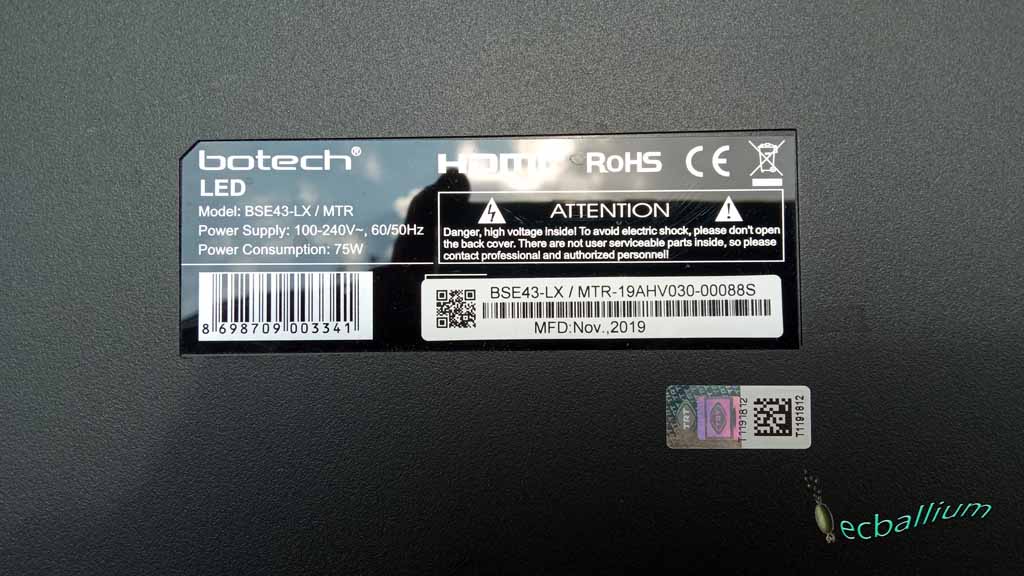 botech®
LED
Model: BSE43-LX / MTR
Power Supply: 100-240V~, 60/50Hz
Power Consumption: 75W
8 698709 003341
HDMI RoHS CE
ATTENTION
Danger, high voltage Inside! To avoid electric shock, please don't open
the back cover. There are not user serviceable parts inside, so please
contact professional and authorized personnel!
BSE43-LX / MTR-19AHV030-00088S
MFD:Nov.,2019
TRT
T1191812
T1191812
ecballium